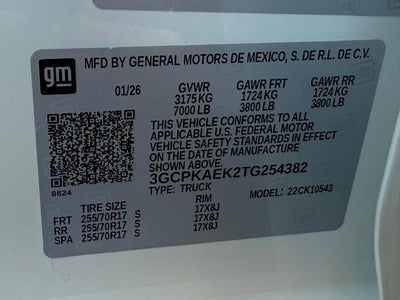 gm
MFD BY GENERAL MOTORS DE MEXICO, S. DE R.L. DE C.V.
01/26 GVWR GAWR FRT GAWR RR
3175 KG 1724 KG 1724 KG
7000 LB 3800 LB 3800 LB
THIS VEHICLE CONFORMS TO ALL
APPLICABLE U.S. FEDERAL MOTOR
VEHICLE SAFETY STANDARDS IN EFFECT
ON THE DATE OF MANUFACTURE
SHOWN ABOVE.
3GCPKAEK2TG254382
8624 TYPE: TRUCK MODEL: 22CK10543
TIRE SIZE RIM
FRT 255/70R17 S 17X8J
RR 255/70R17 S 17X8J
SPA 255/70R17 S 17X8J